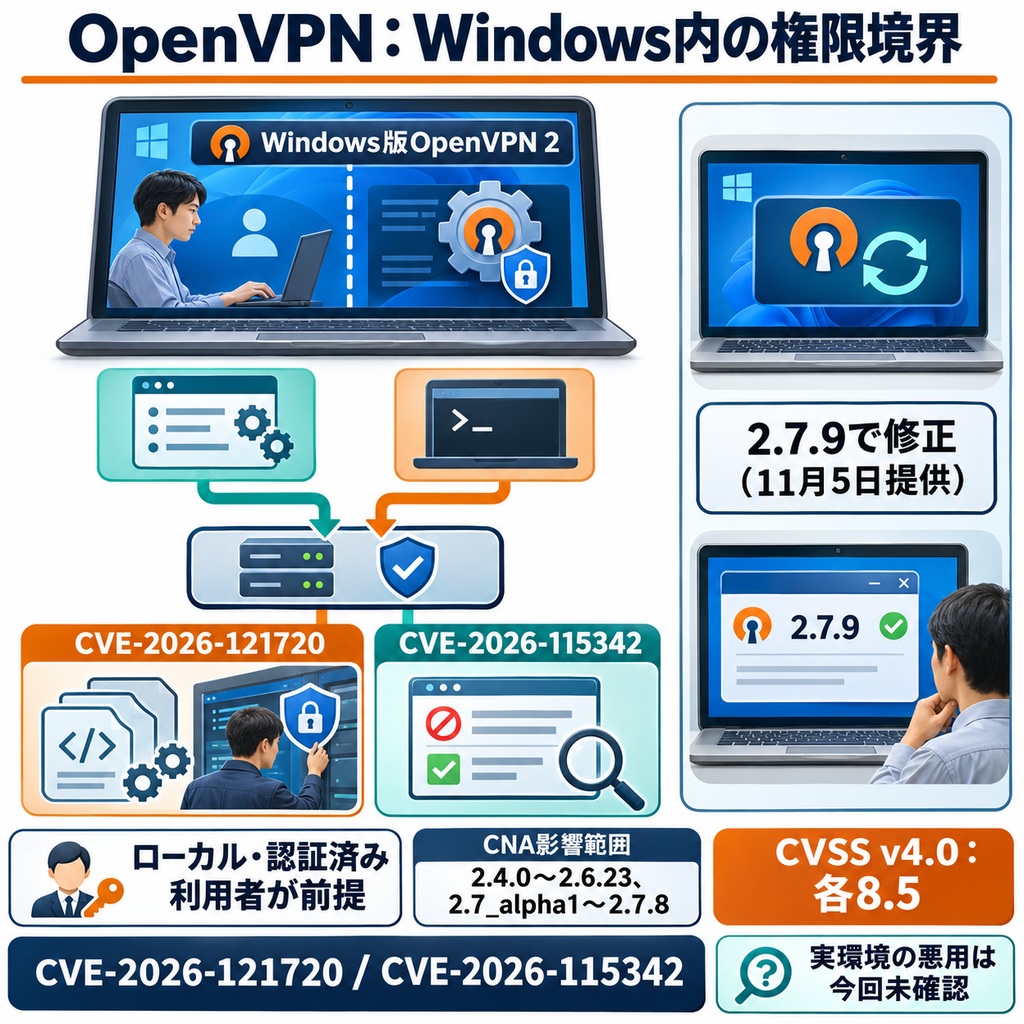 OpenVPN：Windows内の権限境界
Windows版OpenVPN 2
>_
2.7.9で修正
（11月5日提供）
2.7.9
CVE-2026-121720
CVE-2026-115342
</>
ローカル・認証済み
利用者が前提
CNA影響範囲
2.4.0～2.6.23、
2.7_alpha1～2.7.8
CVSS v4.0：
各8.5
CVE-2026-121720 / CVE-2026-115342
?
実環境の悪用は
今回未確認